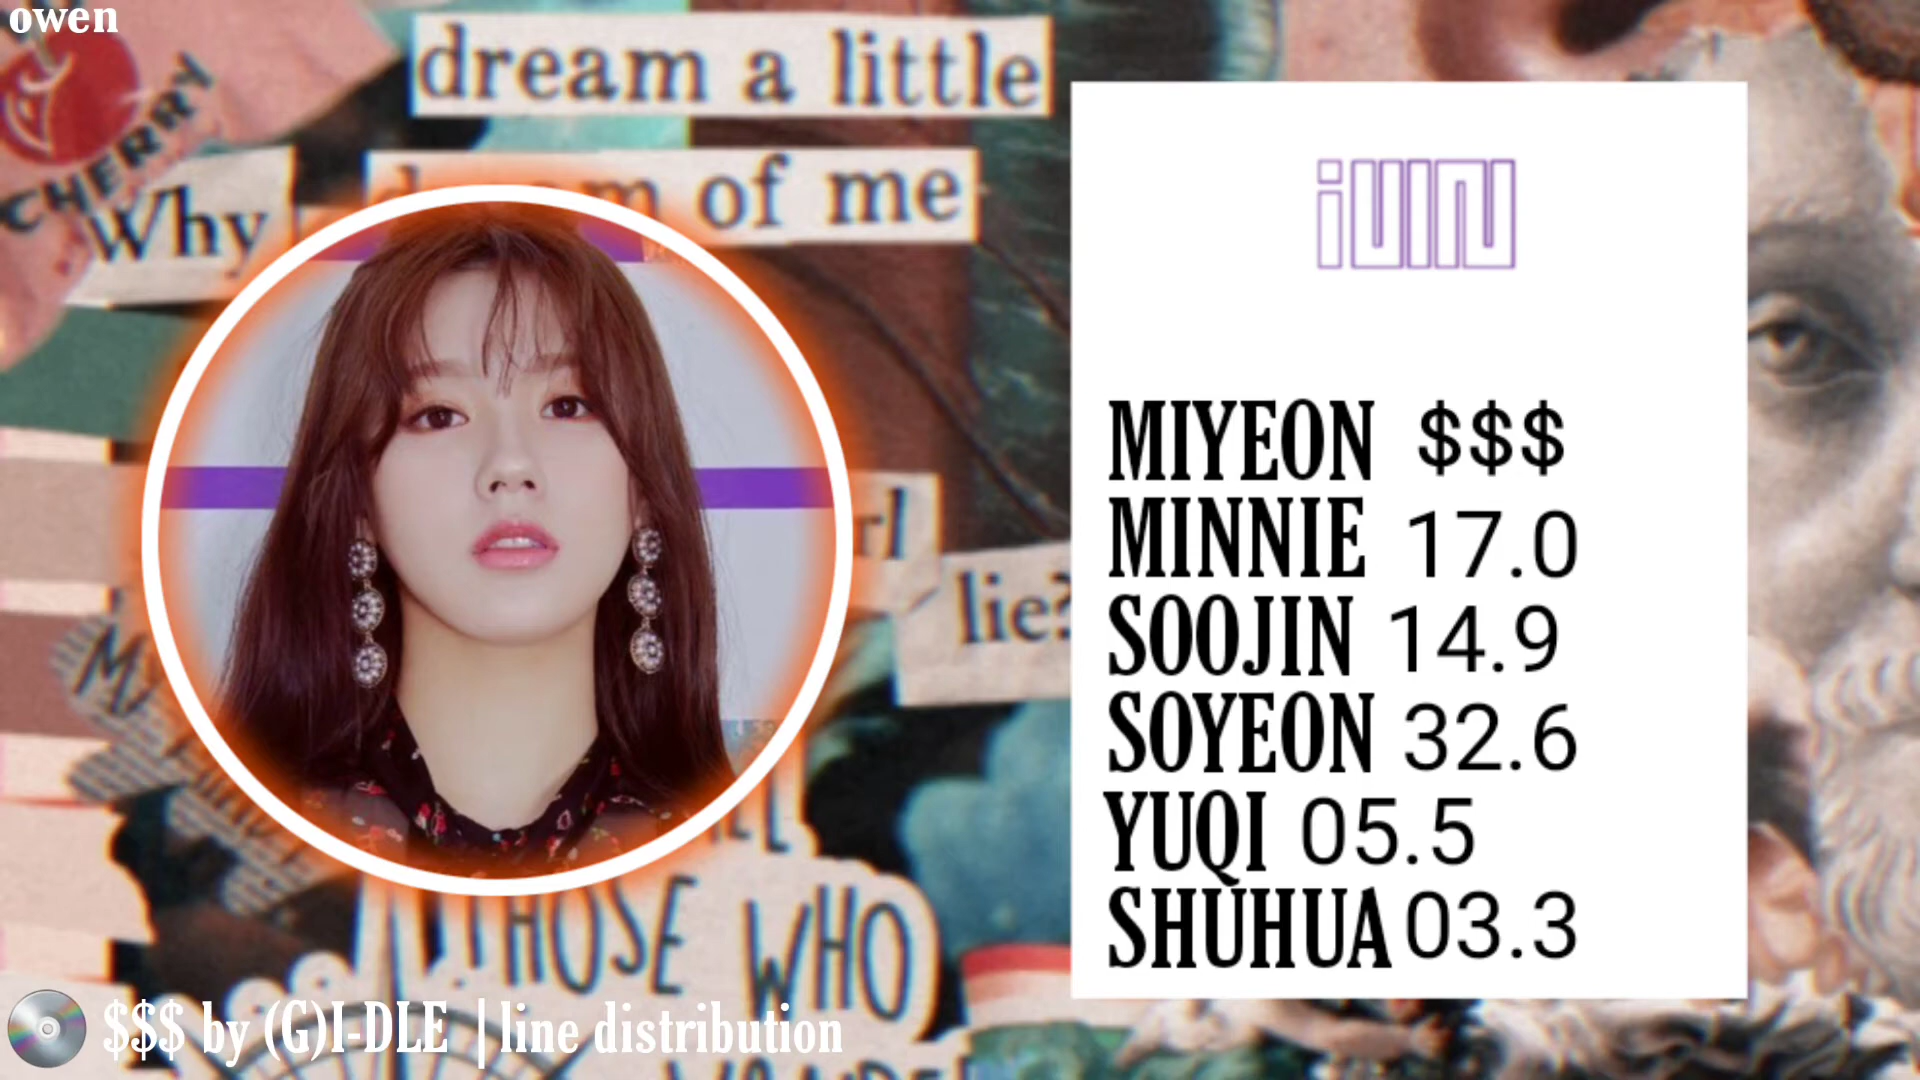 owen
CHERRY
dream a little
Why
of me
lie?
MIYEON $$$
MINNIE 17.0
SOOJIN 14.9
SOYEON 32.6
YUQI 05.5
SHUHUA 03.3
THOSE WHO
$$$ by (G)I-DLE | line distribution